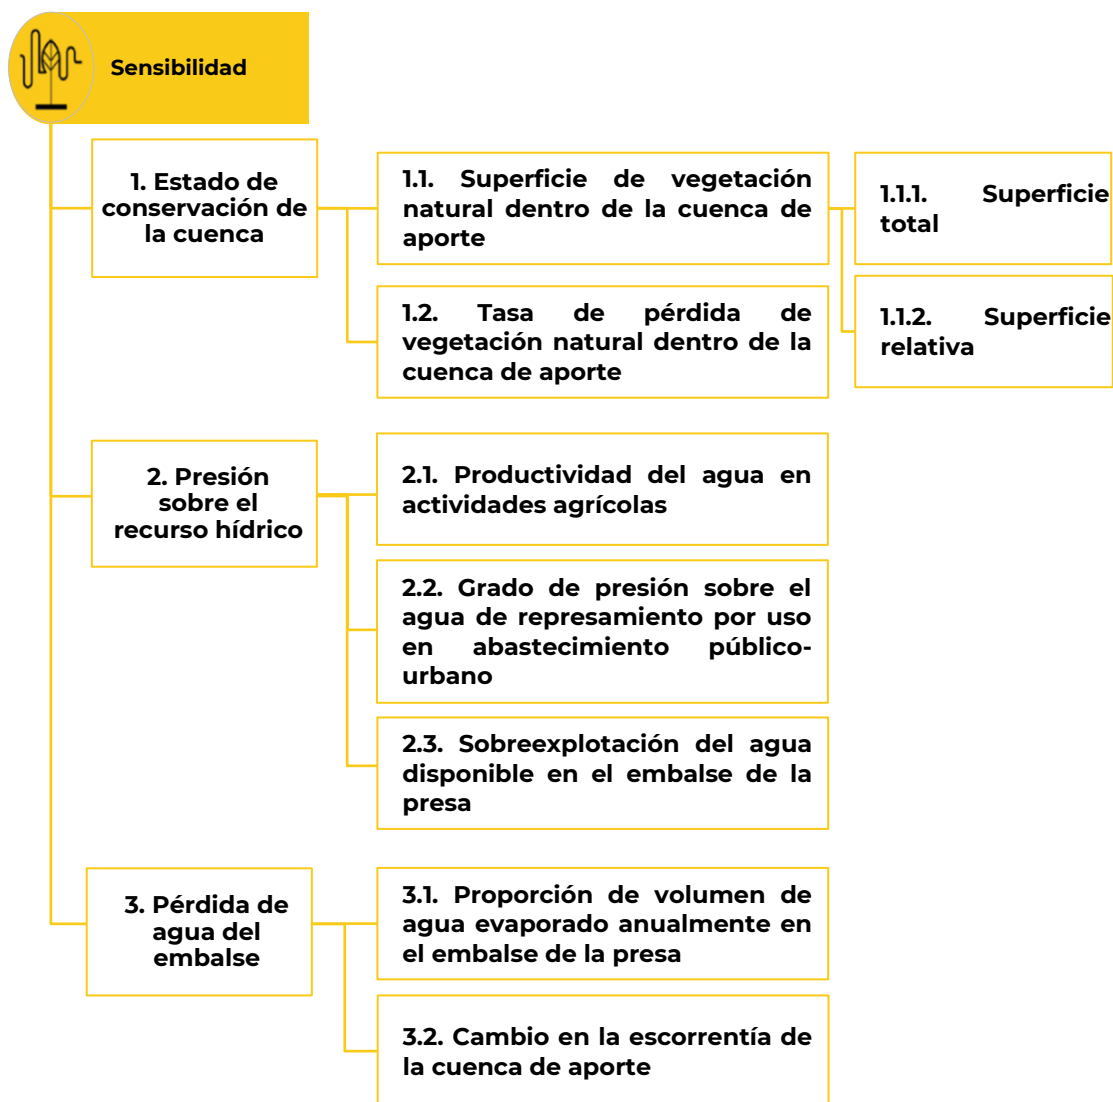 Sensibilidad
1. Estado de
conservación de
la cuenca
1.1. Superficie de vegetación
natural dentro de la cuenca de
aporte
1.1.1. Superficie
total
1.1.2. Superficie
relativa
1.2. Tasa de pérdida de
vegetación natural dentro de la
cuenca de aporte
2. Presión
sobre el
recurso hídrico
2.1. Productividad del agua en
actividades agrícolas
2.2. Grado de presión sobre el
agua de represamiento por uso
en abastecimiento público-
urbano
2.3. Sobreexplotación del agua
disponible en el embalse de la
presa
3. Pérdida de
agua del
embalse
3.1. Proporción de volumen de
agua evaporado anualmente en
el embalse de la presa
3.2. Cambio en la escorrentía de
la cuenca de aporte